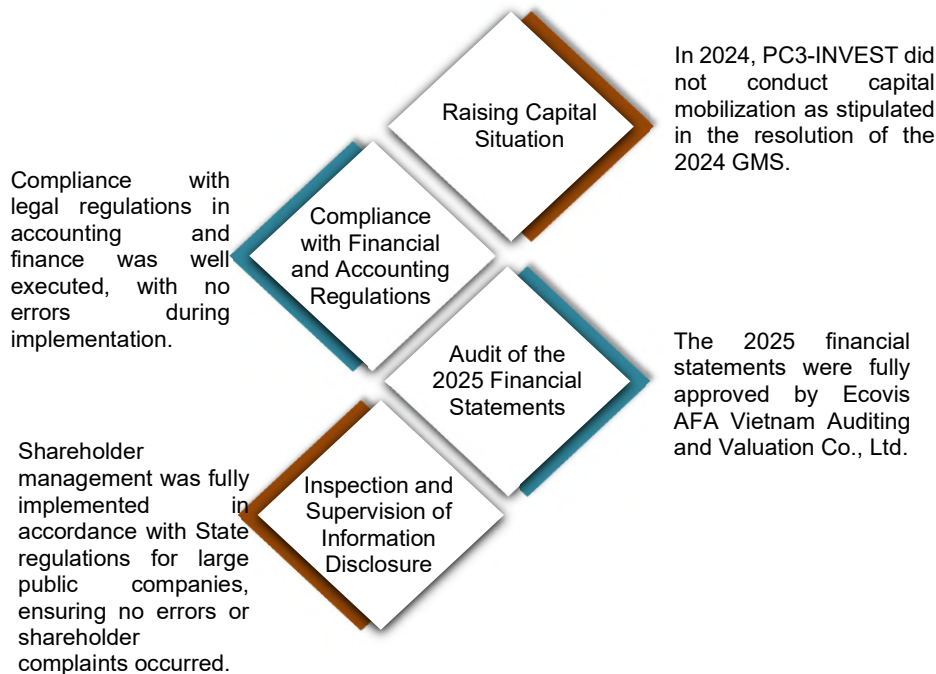 Raising Capital
Situation
In 2024, PC3-INVEST did
not conduct capital
mobilization as stipulated
in the resolution of the
2024 GMS.
Compliance with
legal regulations in
accounting and
finance was well
executed, with no
errors during
implementation.
Compliance
with Financial
and Accounting
Regulations
Audit of the
2025 Financial
Statements
The 2025 financial
statements were fully
approved by Ecovis
AFA Vietnam Auditing
and Valuation Co., Ltd.
Shareholder
management was fully
implemented in
accordance with State
regulations for large
public companies,
ensuring no errors or
shareholder
complaints occurred.
Inspection and
Supervision of
Information
Disclosure